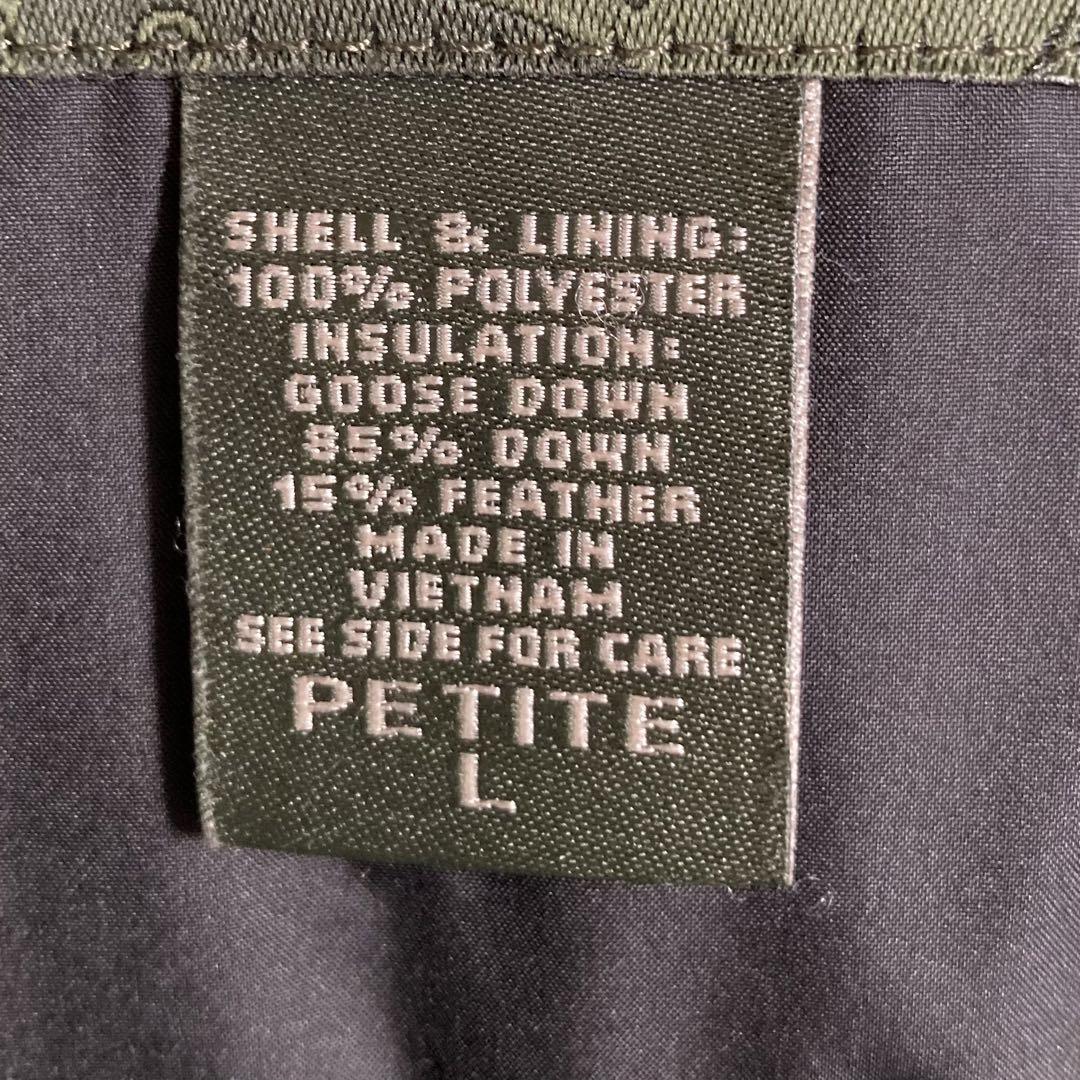 SHELL & LINING:
100% POLYESTER
INSULATION:
GOOSE DOWN
85% DOWN
15% FEATHER
MADE IN
VIETNAM
SEE SIDE FOR CARE
PETITE
L